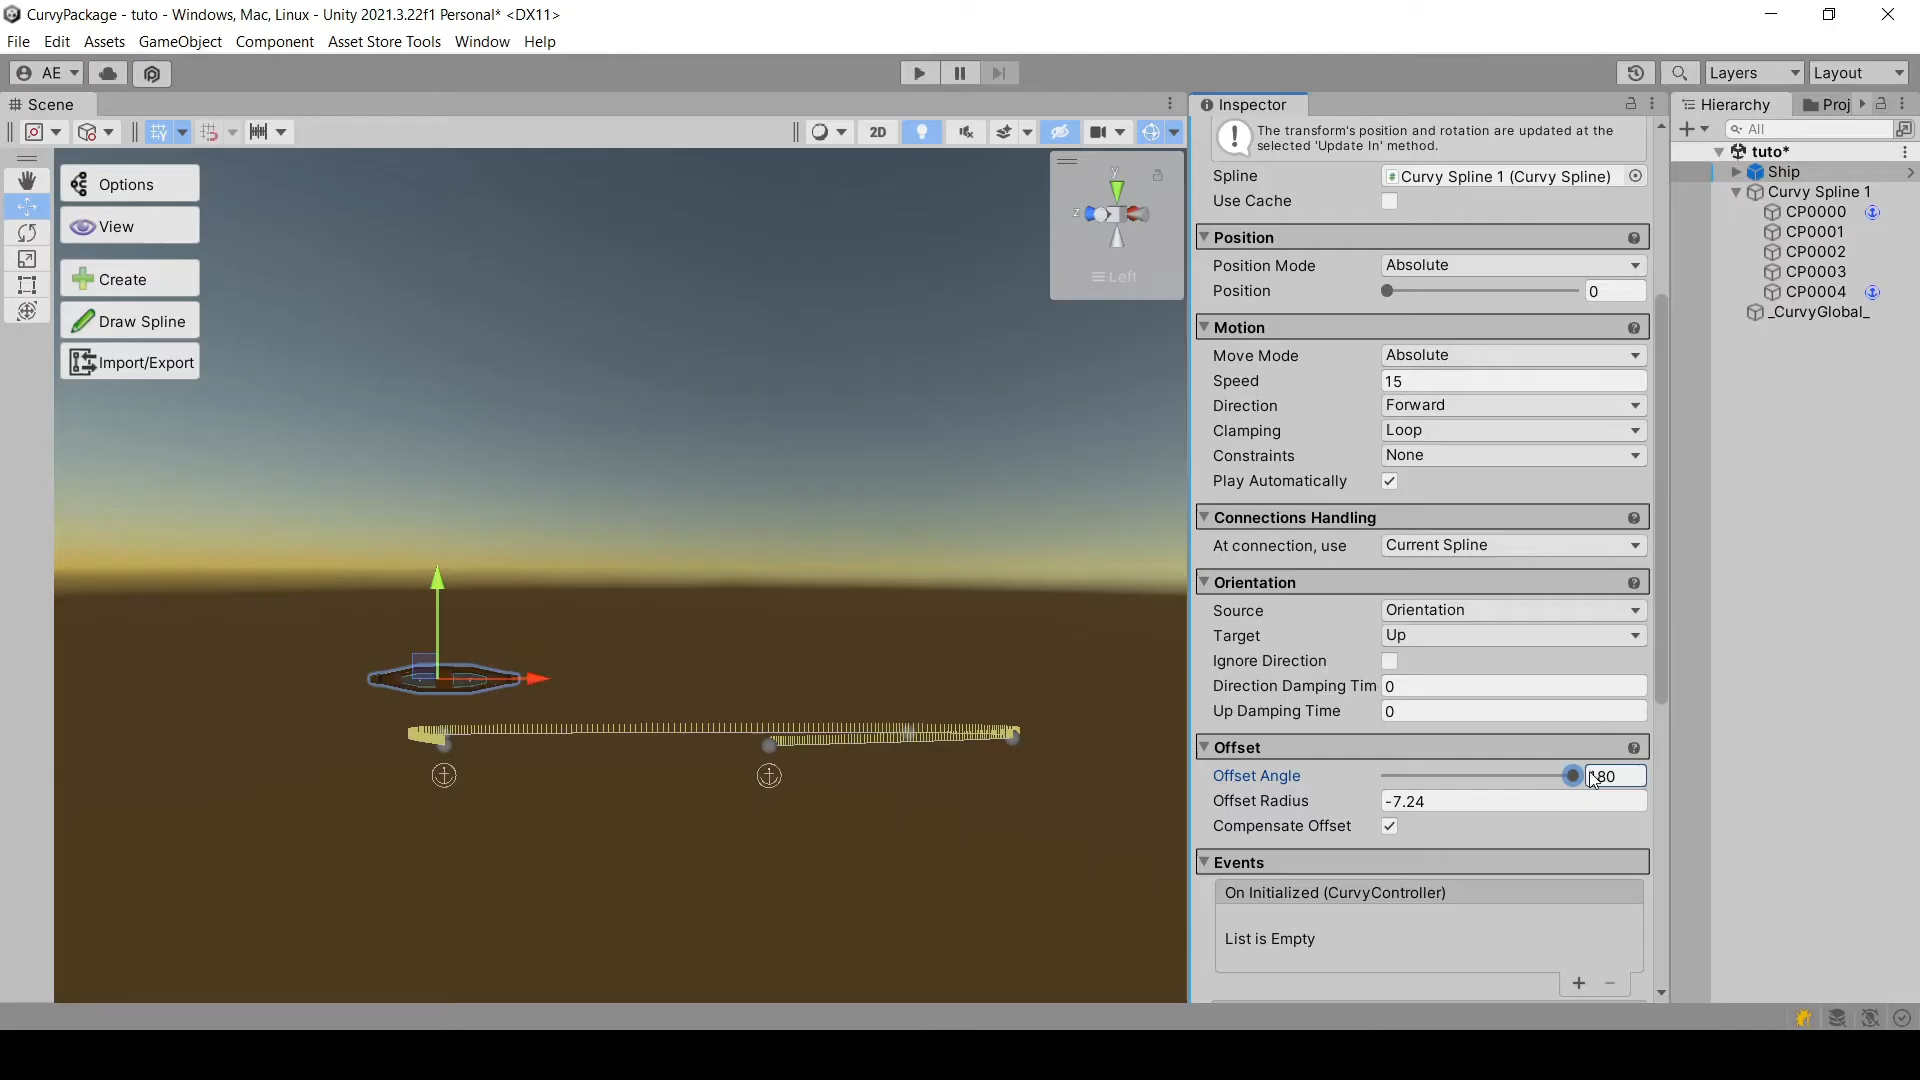 CurvyPackage - tuto - Windows, Mac, Linux - Unity 2021.3.22f1 Personal* <DX11>
File Edit Assets GameObject Component Asset Store Tools Window Help
AE
Layers
Layout
Scene
2D
Options
View
Create
Draw Spline
Import/Export
y
z
Left
Inspector
The transform's position and rotation are updated at the
selected 'Update In' method.
Spline Curvy Spline 1 (Curvy Spline)
Use Cache
Position
Position Mode Absolute
Position 0
Motion
Move Mode Absolute
Speed 15
Direction Forward
Clamping Loop
Constraints None
Play Automatically
Connections Handling
At connection, use Current Spline
Orientation
Source Orientation
Target Up
Ignore Direction
Direction Damping Tim 0
Up Damping Time 0
Offset
Offset Angle
Offset Radius -7.24
Compensate Offset
Events
On Initialized (CurvyController)
List is Empty
Hierarchy
Proj
All
tuto*
Ship
Curvy Spline 1
CP0000
CP0001
CP0002
CP0003
CP0004
_CurvyGlobal_